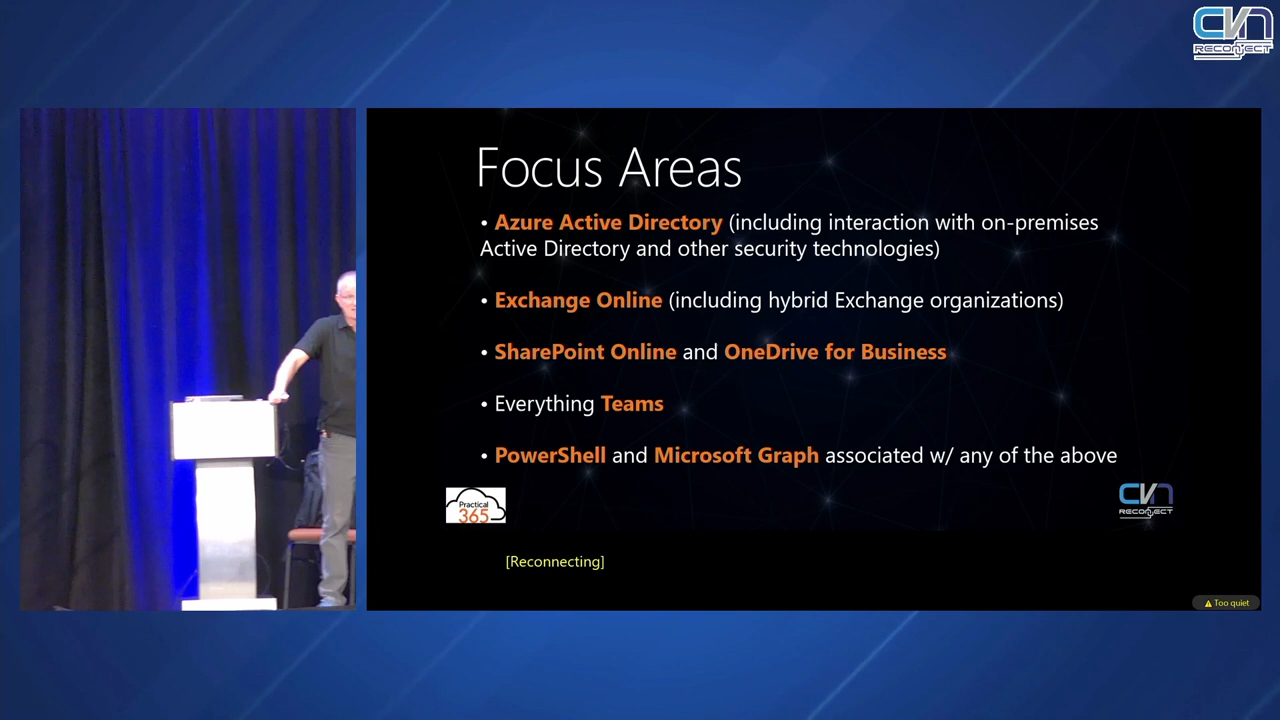 CVN
RECONNECT
Focus Areas
• Azure Active Directory (including interaction with on-premises
Active Directory and other security technologies)
• Exchange Online (including hybrid Exchange organizations)
• SharePoint Online and OneDrive for Business
• Everything Teams
• PowerShell and Microsoft Graph associated w/ any of the above
Practical
365
CVN
RECONNECT
[Reconnecting]
Too quiet